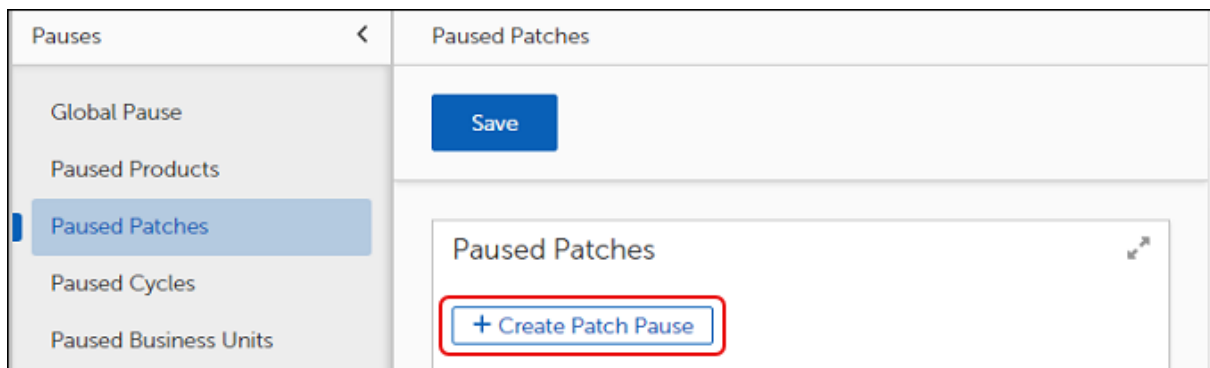 Pauses
Global Pause
Paused Products
Paused Patches
Paused Cycles
Paused Business Units
Paused Patches
Save
Paused Patches
+ Create Patch Pause